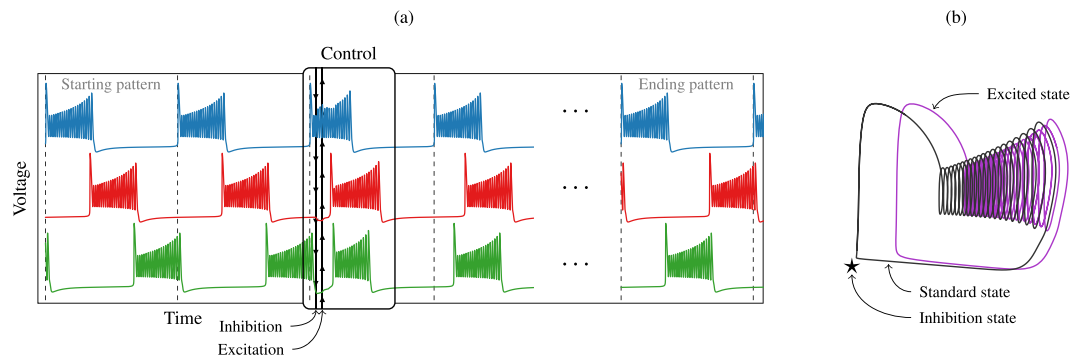 (a)
Control
Starting pattern
Ending pattern
Voltage
...
...
...
Time
Inhibition
Excitation
(b)
Excited state
Standard state
Inhibition state